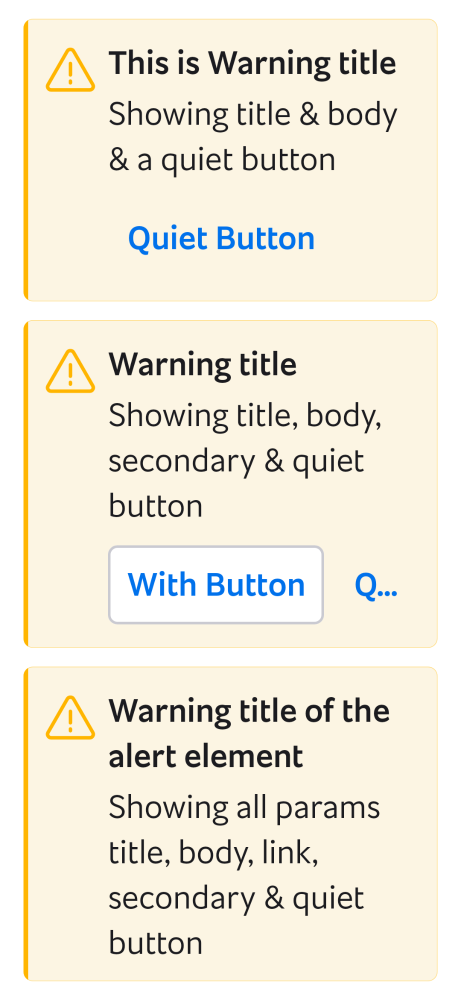 This is Warning title
Showing title & body
& a quiet button
Quiet Button
Warning title
Showing title, body,
secondary & quiet
button
With Button
Q...
Warning title of the
alert element
Showing all params
title, body, link,
secondary & quiet
button